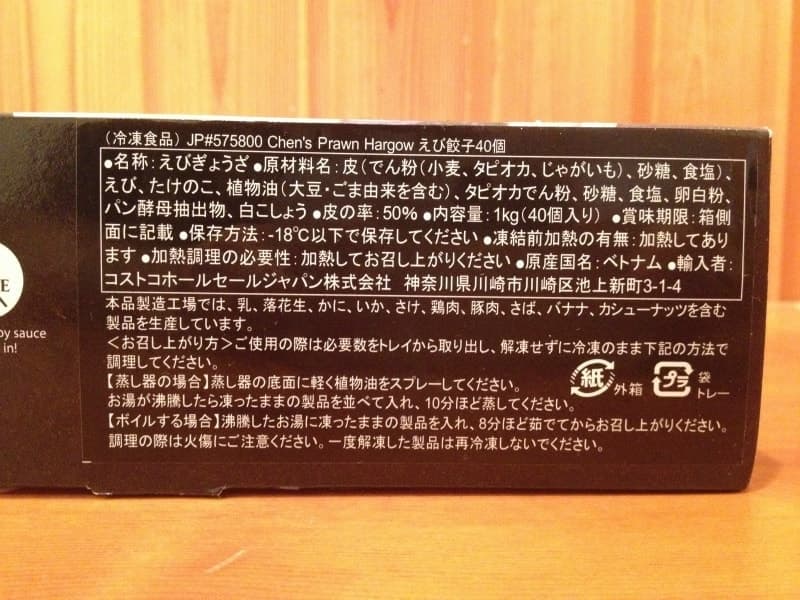 （冷凍食品）JP#575800 Chen's Prawn Hargow えび餃子40個
●名称：えびぎょうざ ●原材料名：皮（でん粉（小麦、タピオカ、じゃがいも）、砂糖、食塩）、
えび、たけのこ、植物油（大豆・ごま由来を含む）、タピオカでん粉、砂糖、食塩、卵白粉、
パン酵母抽出物、白こしょう ●皮の率：50% ●内容量：1kg（40個入り） ●賞味期限：箱側
面に記載 ●保存方法：-18℃以下で保存してください ●凍結前加熱の有無：加熱してあり
ます ●加熱調理の必要性：加熱してお召し上がりください ●原産国名：ベトナム ●輸入者：
コストコホールセールジャパン株式会社 神奈川県川崎市川崎区池上新町3-1-4
本品製造工場では、乳、落花生、かに、いか、さけ、鶏肉、豚肉、さば、バナナ、カシューナッツを含む
製品を生産しています。
＜お召し上がり方＞ご使用の際は必要数をトレイから取り出し、解凍せずに冷凍のまま下記の方法で
調理してください。
【蒸し器の場合】蒸し器の底面に軽く植物油をスプレーしてください。
お湯が沸騰したら凍ったままの製品を並べて入れ、10分ほど蒸してください。
【ボイルする場合】沸騰したお湯に凍ったままの製品を入れ、8分ほど茹でてからお召し上がりください。
調理の際は火傷にご注意ください。一度解凍した製品は再冷凍しないでください。
紙 外箱
プラ 袋
トレー
soy sauce
in!